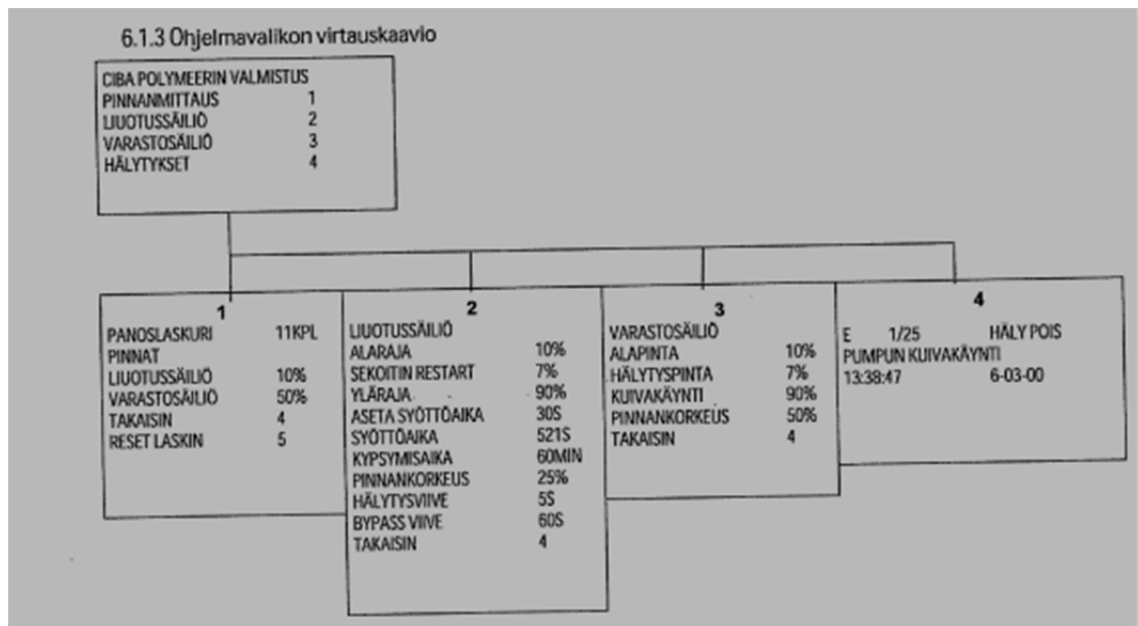 6.1.3 Ohjelmavalikon virtauskaavio
CIBA POLYMEERIN VALMISTUS
PINNANMITTAUS 1
LIUOTUSSÄILIÖ 2
VARASTOSÄILIÖ 3
HÄLYTYKSET 4
1
PANOSLASKURI 11KPL
PINNAT
LIUOTUSSÄILIÖ 10%
VARASTOSÄILIÖ 50%
TAKAISIN 4
RESET LASKIN 5
2
LIUOTUSSÄILIÖ
ALARAJA 10%
SEKOITIN RESTART 7%
YLÄRAJA 90%
ASETA SYÖTTÖAIKA 30S
SYÖTTÖAIKA 521S
KYPSYMISAIKA 60MIN
PINNANKORKEUS 25%
HÄLYTYSVIIVE 5S
BYPASS VIIVE 60S
TAKAISIN 4
3
VARASTOSÄILIÖ
ALAPINTA 10%
HÄLYTYSPINTA 7%
KUIVAKÄYNTI 90%
PINNANKORKEUS 50%
TAKAISIN 4
4
E 1/25 HÄLY POIS
PUMPUN KUIVAKÄYNTI
13:38:47 6-03-00